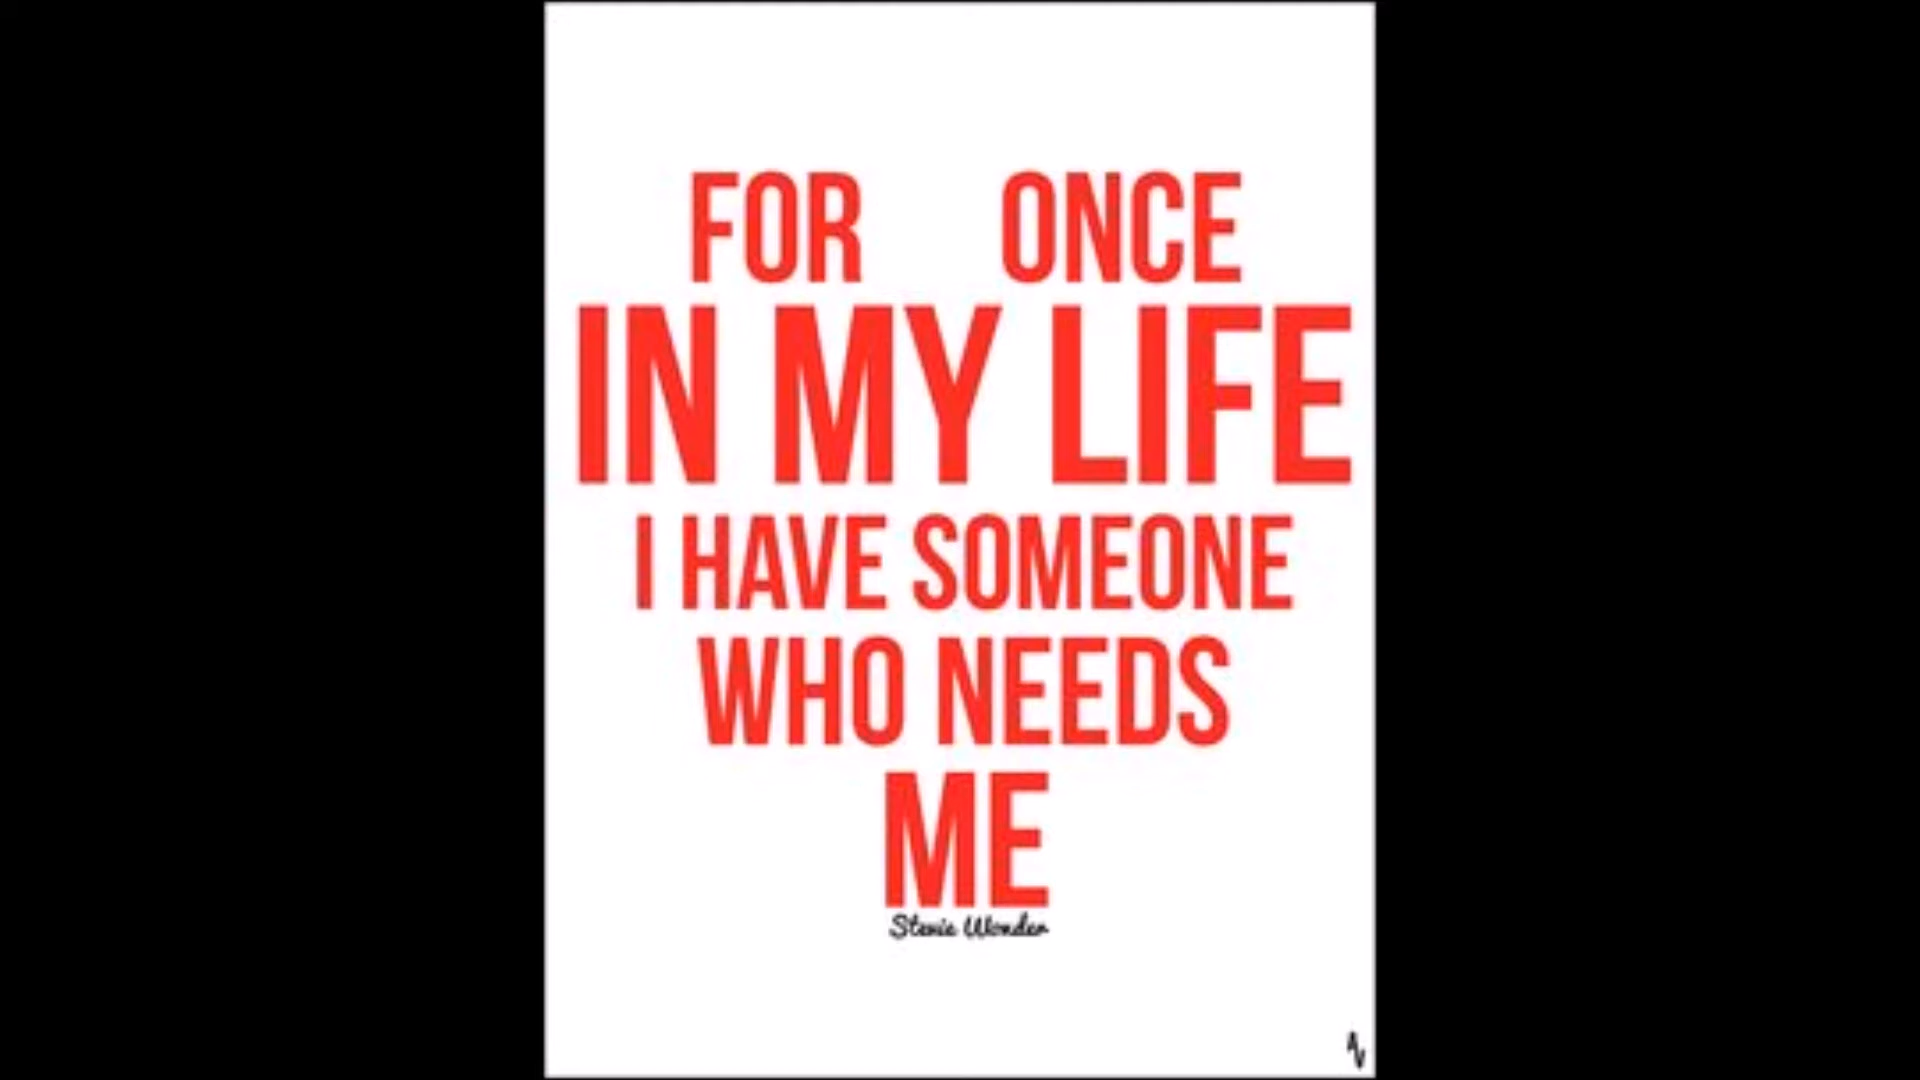 FOR ONCE
IN MY LIFE
I HAVE SOMEONE
WHO NEEDS
ME
Stevie Wonder